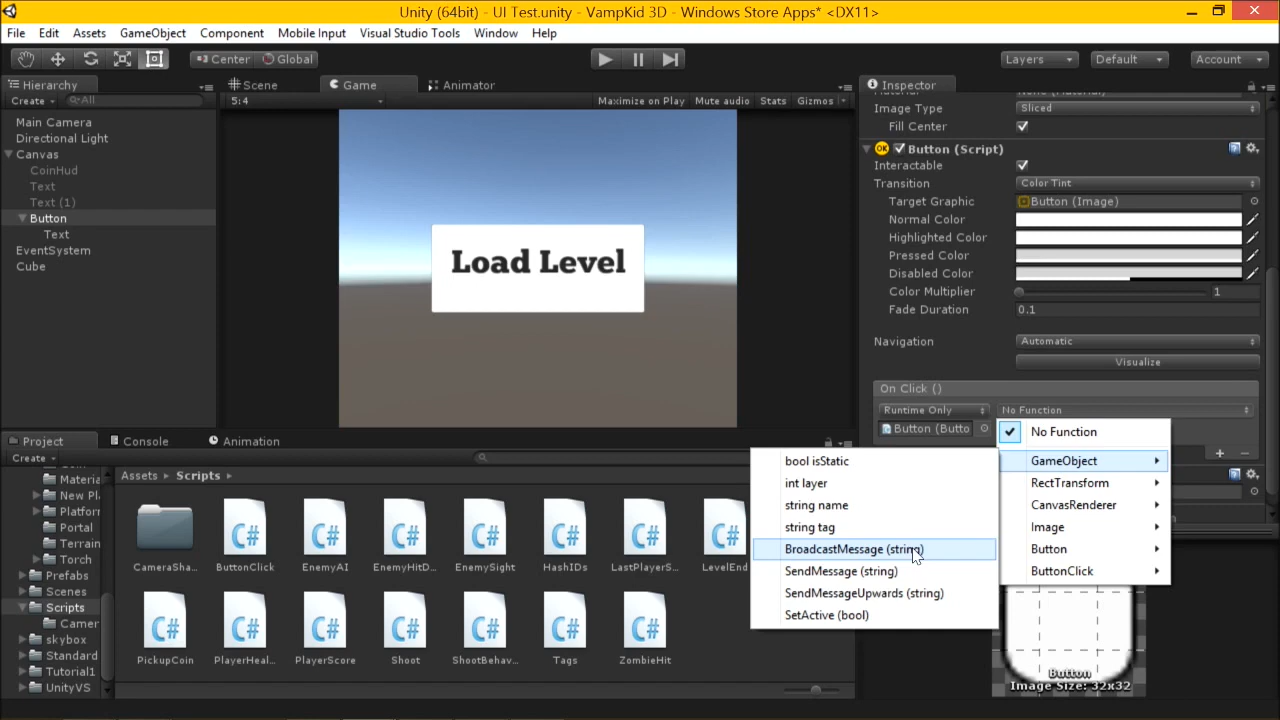 Unity (64bit) - UI Test.unity - VampKid 3D - Windows Store Apps* <DX11>
File Edit Assets GameObject Component Mobile Input Visual Studio Tools Window Help
Center Global Layers Default Account
Hierarchy Scene Game Animator Inspector
Create All 5:4 Maximize on Play Mute audio Stats Gizmos
Image Type Sliced
Fill Center
Main Camera
Directional Light
Canvas
CoinHud
Text
Text (1)
Button
Text
EventSystem
Cube
Load Level
Button (Script)
Interactable
Transition Color Tint
Target Graphic Button (Image)
Normal Color
Highlighted Color
Pressed Color
Disabled Color
Color Multiplier 1
Fade Duration 0.1
Navigation Automatic
Visualize
On Click ()
Runtime Only No Function
Button (Butto
No Function
GameObject
RectTransform
CanvasRenderer
Image
Button
ButtonClick
bool isStatic
int layer
string name
string tag
BroadcastMessage (string)
SendMessage (string)
SendMessageUpwards (string)
SetActive (bool)
Project Console Animation
Create
Assets Scripts
Materia
New Pl
Platfor
Portal
Terrain
Torch
Prefabs
Scenes
Scripts
Camer
skybox
Standard
Tutorial1
UnityVS
C# C# C# C# C# C# C#
CameraSha... ButtonClick EnemyAI EnemyHitD... EnemySight HashIDs LastPlayerS... LevelEnd
C# C# C# C# C# C# C#
PickupCoin PlayerHeal... PlayerScore Shoot ShootBehav... Tags ZombieHit
Button
Image Size: 32x32